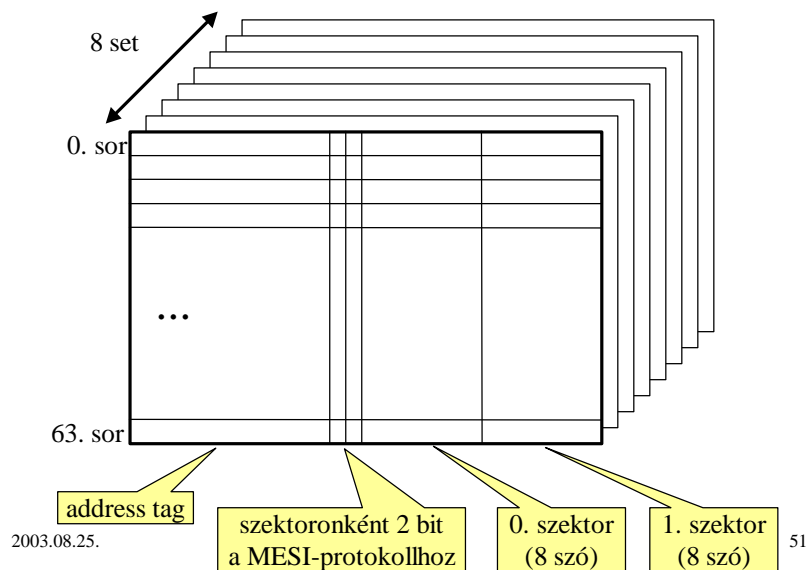 8 set
0. sor
...
63. sor
address tag
szektoronként 2 bit
a MESI-protokollhoz
0. szektor
(8 szó)
1. szektor
(8 szó)
2003.08.25.
51